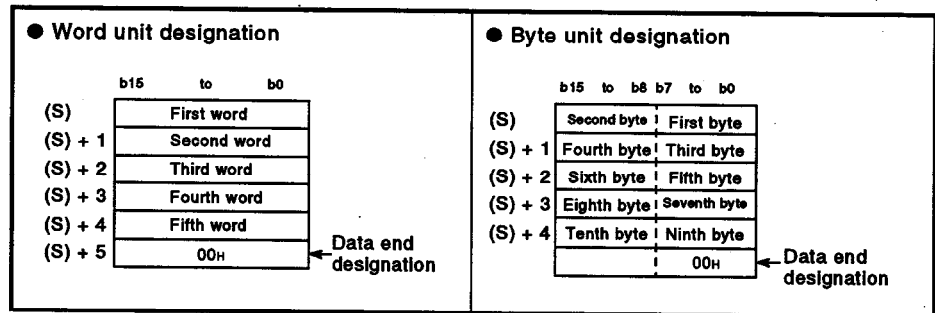 ● Word unit designation
b15 to b0
(S) First word
(S) + 1 Second word
(S) + 2 Third word
(S) + 3 Fourth word
(S) + 4 Fifth word
(S) + 5 00H
Data end
designation
● Byte unit designation
b15 to b8 b7 to b0
(S) Second byte First byte
(S) + 1 Fourth byte Third byte
(S) + 2 Sixth byte Fifth byte
(S) + 3 Eighth byte Seventh byte
(S) + 4 Tenth byte Ninth byte
00H
Data end
designation